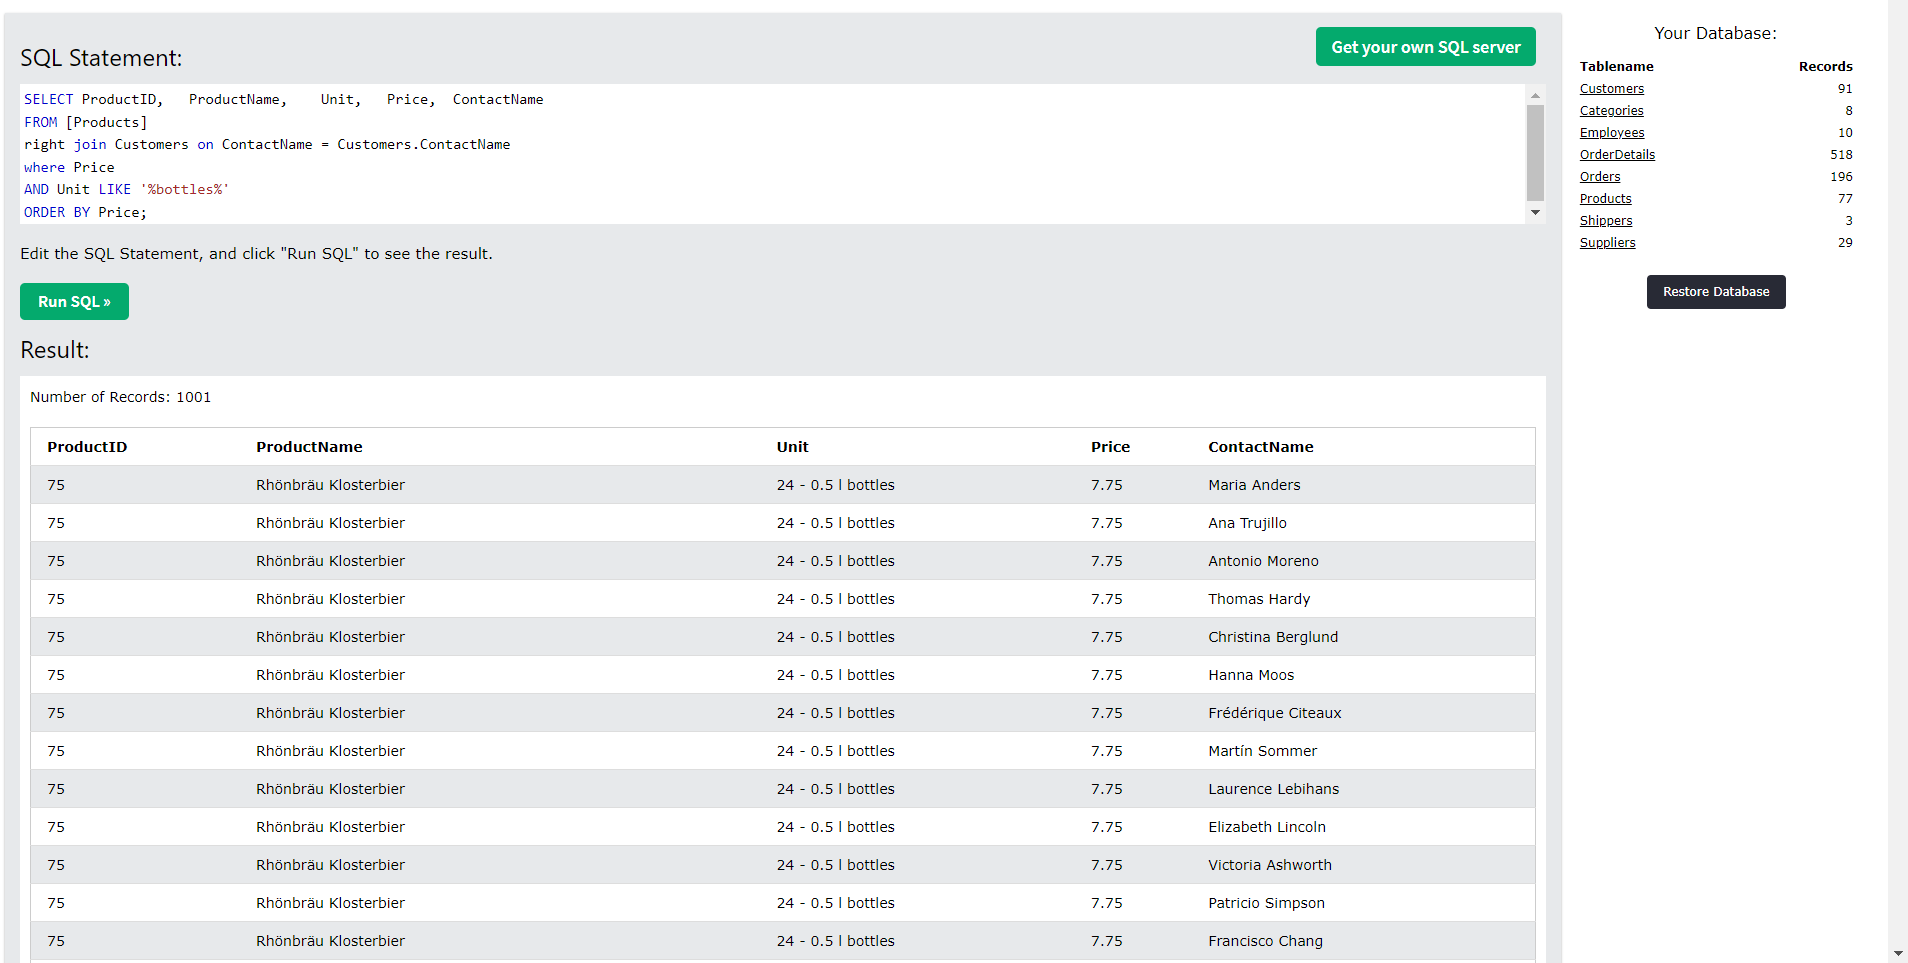 SQL Statement:
Get your own SQL server
SELECT ProductID,   ProductName,    Unit,   Price,  ContactName
FROM [Products]
right join Customers on ContactName = Customers.ContactName
where Price
AND Unit LIKE '%bottles%'
ORDER BY Price;
Edit the SQL Statement, and click "Run SQL" to see the result.
Run SQL »
Result:
Number of Records: 1001
ProductID ProductName Unit Price ContactName
75 Rhönbräu Klosterbier 24 - 0.5 l bottles 7.75 Maria Anders
75 Rhönbräu Klosterbier 24 - 0.5 l bottles 7.75 Ana Trujillo
75 Rhönbräu Klosterbier 24 - 0.5 l bottles 7.75 Antonio Moreno
75 Rhönbräu Klosterbier 24 - 0.5 l bottles 7.75 Thomas Hardy
75 Rhönbräu Klosterbier 24 - 0.5 l bottles 7.75 Christina Berglund
75 Rhönbräu Klosterbier 24 - 0.5 l bottles 7.75 Hanna Moos
75 Rhönbräu Klosterbier 24 - 0.5 l bottles 7.75 Frédérique Citeaux
75 Rhönbräu Klosterbier 24 - 0.5 l bottles 7.75 Martín Sommer
75 Rhönbräu Klosterbier 24 - 0.5 l bottles 7.75 Laurence Lebihans
75 Rhönbräu Klosterbier 24 - 0.5 l bottles 7.75 Elizabeth Lincoln
75 Rhönbräu Klosterbier 24 - 0.5 l bottles 7.75 Victoria Ashworth
75 Rhönbräu Klosterbier 24 - 0.5 l bottles 7.75 Patricio Simpson
75 Rhönbräu Klosterbier 24 - 0.5 l bottles 7.75 Francisco Chang
Your Database:
Tablename Records
Customers 91
Categories 8
Employees 10
OrderDetails 518
Orders 196
Products 77
Shippers 3
Suppliers 29
Restore Database